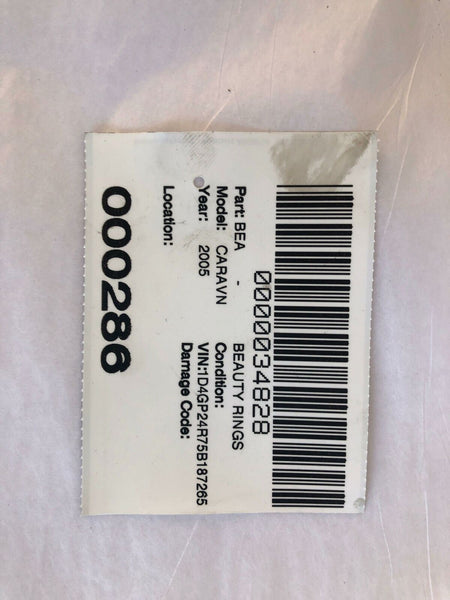 0000034828
Part: BEA - BEAUTY RINGS
Model: CARAVN Condition:
Year: 2005 VIN:1D4GP24R75B187265
Location: Damage Code:
000286